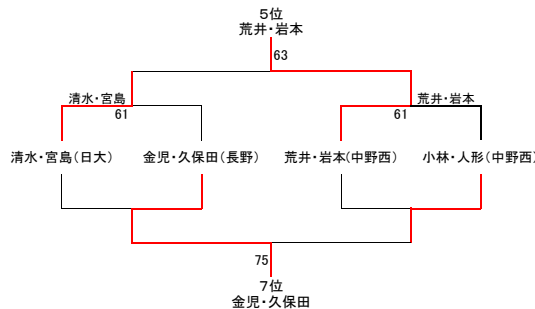 5位
荒井・岩本
63
清水・宮島
荒井・岩本
61
61
清水・宮島(日大)
金児・久保田(長野)
荒井・岩本(中野西)
小林・人形(中野西)
75
7位
金児・久保田